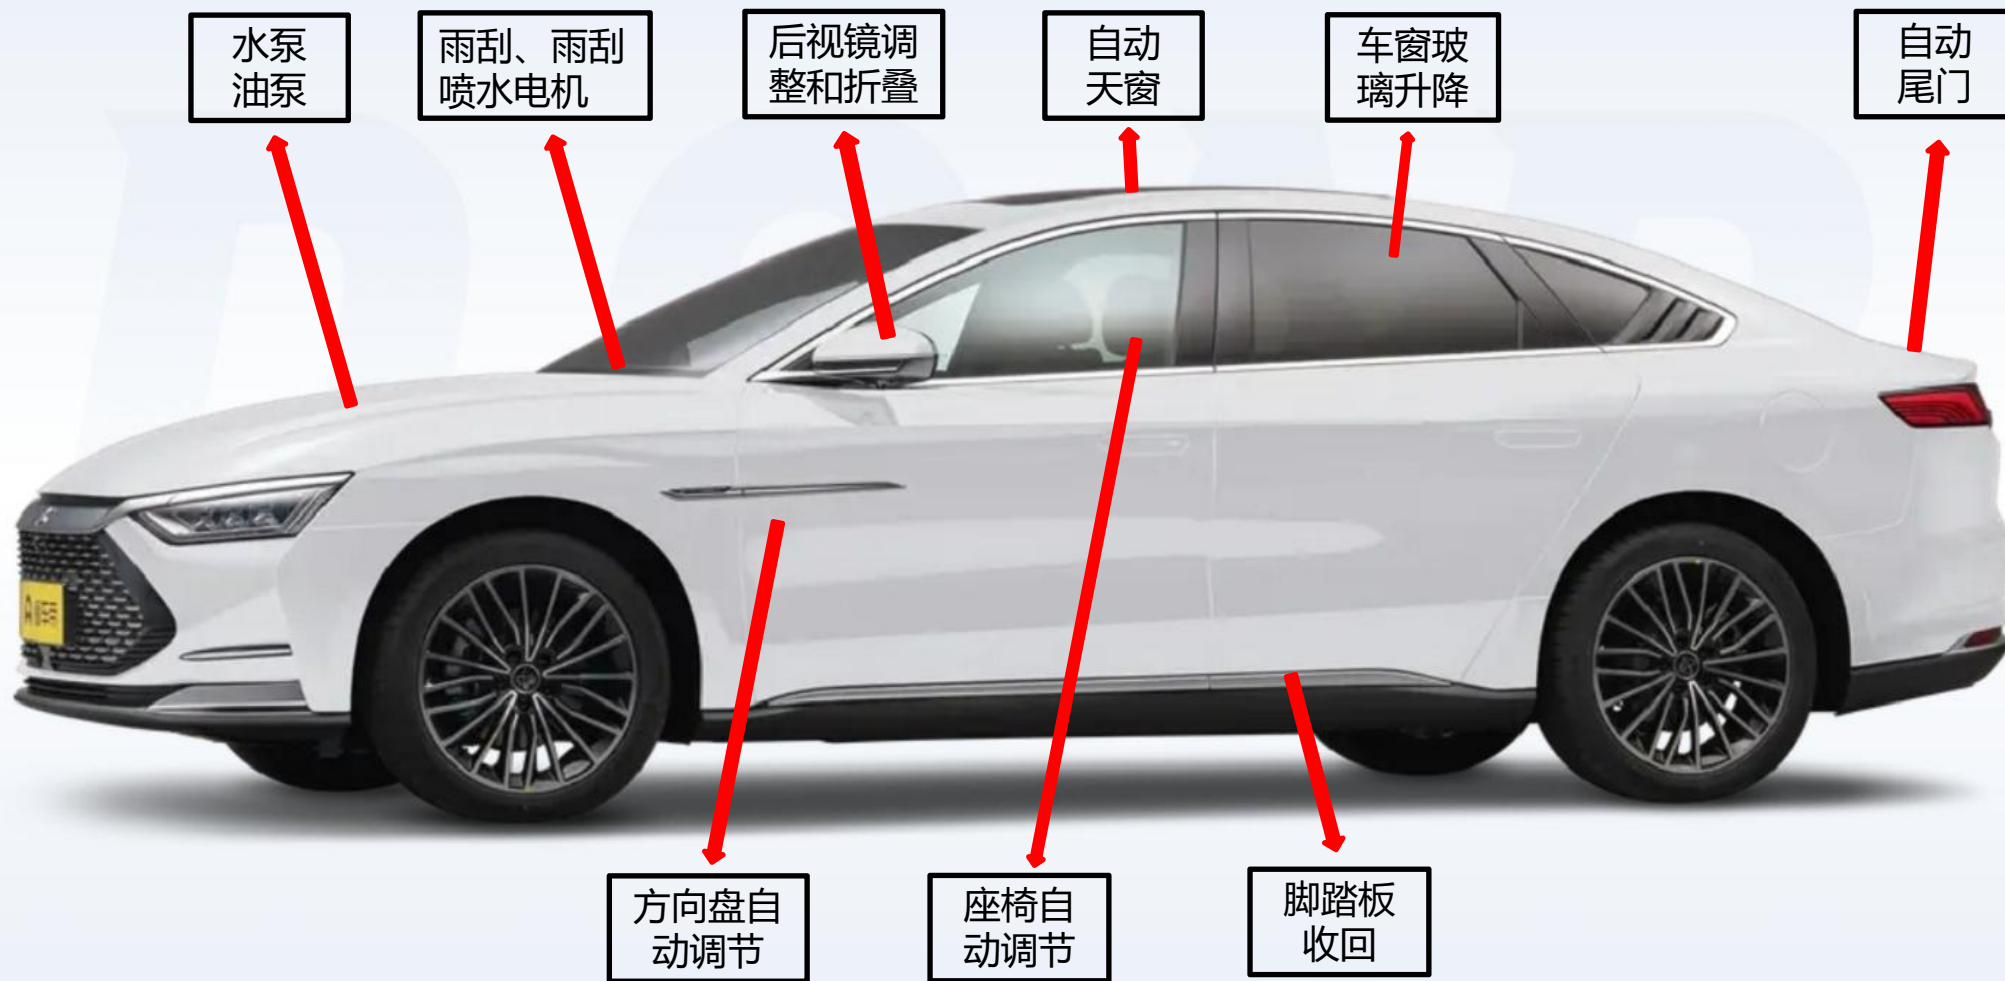 水泵
油泵
雨刮、雨刮
喷水电机
后视镜调
整和折叠
自动
天窗
车窗玻
璃升降
自动
尾门
方向盘自
动调节
座椅自
动调节
脚踏板
收回